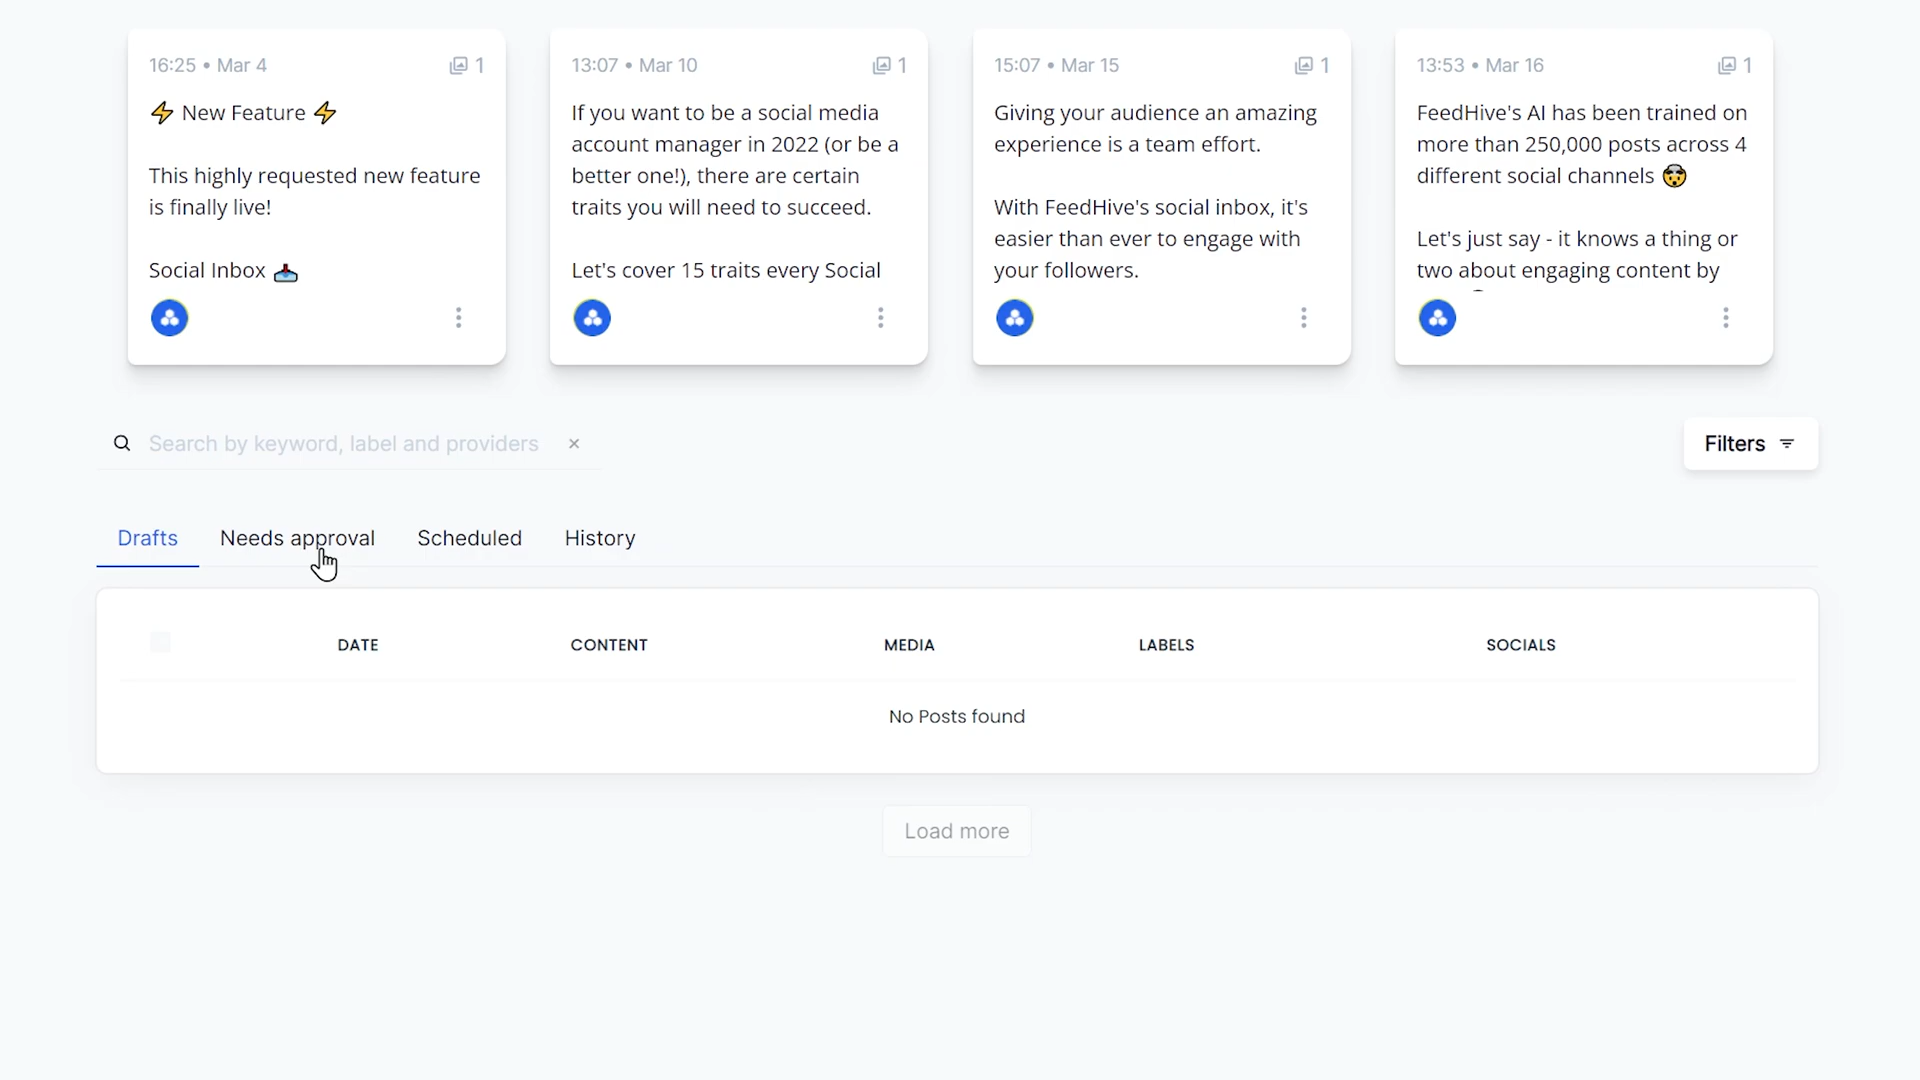 16:25 • Mar 4
1
⚡ New Feature ⚡
This highly requested new feature
is finally live!
Social Inbox 📥
13:07 • Mar 10
1
If you want to be a social media
account manager in 2022 (or be a
better one!), there are certain
traits you will need to succeed.
Let's cover 15 traits every Social
15:07 • Mar 15
1
Giving your audience an amazing
experience is a team effort.
With FeedHive's social inbox, it's
easier than ever to engage with
your followers.
13:53 • Mar 16
1
FeedHive's AI has been trained on
more than 250,000 posts across 4
different social channels 🤯
Let's just say - it knows a thing or
two about engaging content by
Search by keyword, label and providers
Filters
Drafts
Needs approval
Scheduled
History
DATE
CONTENT
MEDIA
LABELS
SOCIALS
No Posts found
Load more